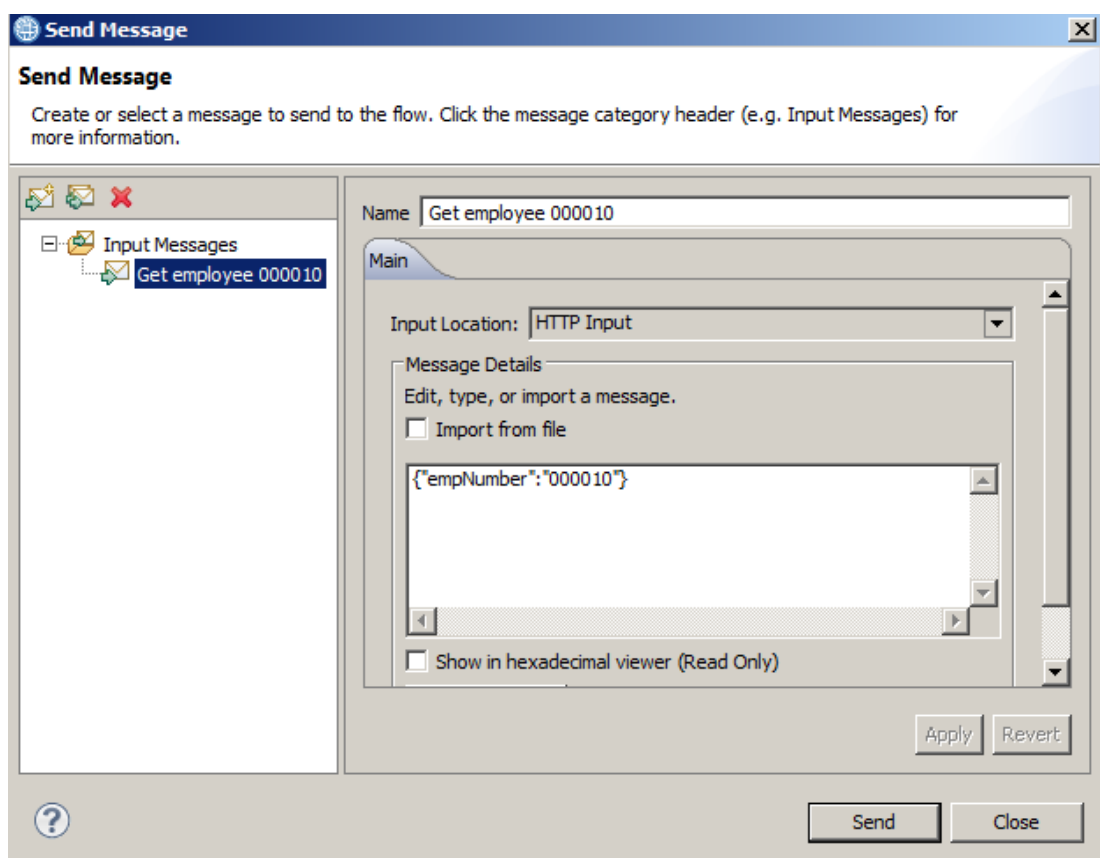 Send Message
Send Message
Create or select a message to send to the flow. Click the message category header (e.g. Input Messages) for
more information.
Input Messages
Get employee 000010
Name Get employee 000010
Main
Input Location: HTTP Input
Message Details
Edit, type, or import a message.
Import from file
{"empNumber":"000010"}
Show in hexadecimal viewer (Read Only)
Apply Revert
? Send Close